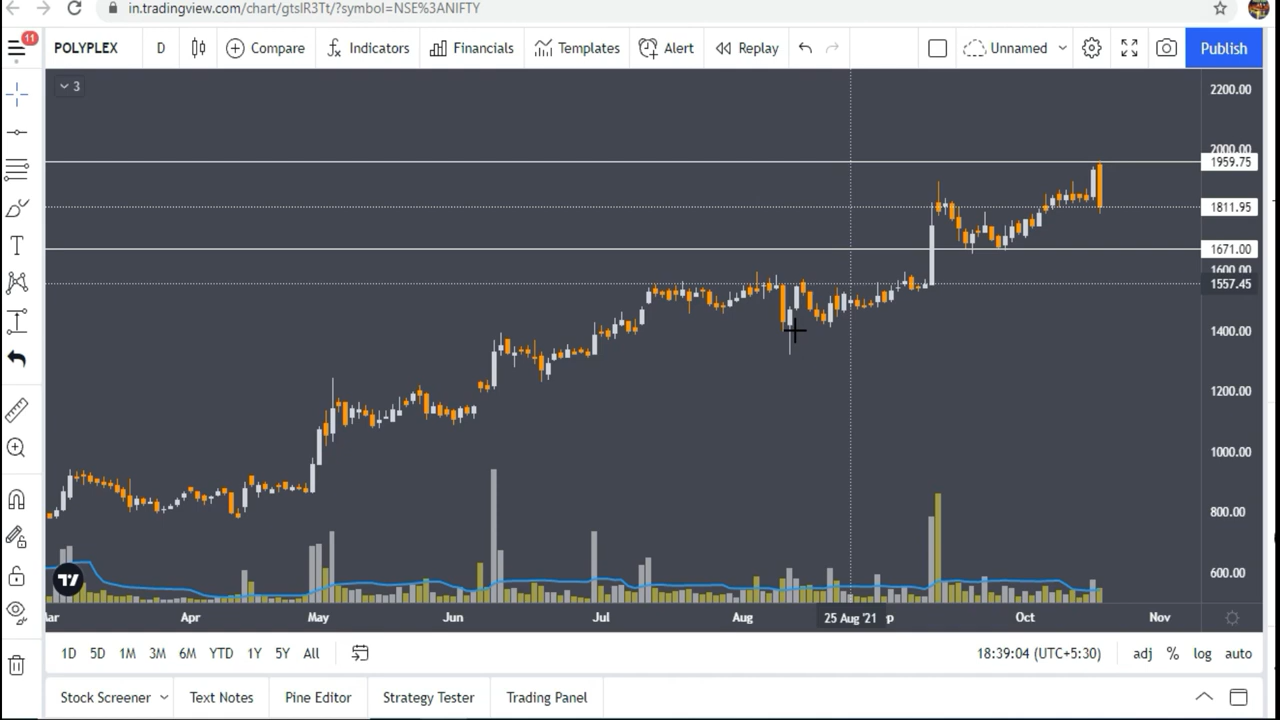 in.tradingview.com/chart/gtsIR3Tt/?symbol=NSE%3ANIFTY
11
POLYPLEX D Compare Indicators Financials Templates Alert Replay Unnamed Publish
3
2200.00
2000.00
1959.75
1811.95
1671.00
1600.00
1557.45
1400.00
1200.00
1000.00
800.00
600.00
Apr May Jun Jul Aug 25 Aug '21 Oct Nov
1D 5D 1M 3M 6M YTD 1Y 5Y All 18:39:04 (UTC+5:30) adj % log auto
Stock Screener Text Notes Pine Editor Strategy Tester Trading Panel